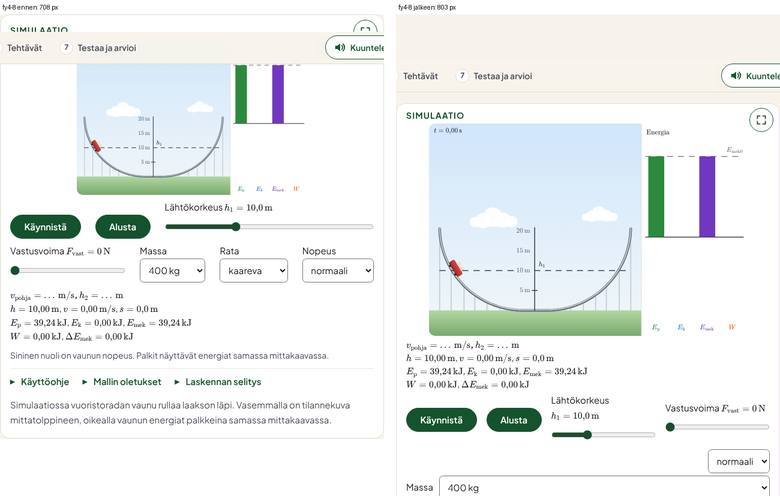 fy4-8 ennen: 708 px
SIMULAATIO
Tehtävät 7 Testaa ja arvioi Kuuntele
20 m
10 m
5 m
h₁
Eₚ Eₖ Eₘₑₖ W
Käynnistä Alusta Lähtökorkeus h₁ = 10,0 m
Vastusvoima F_vast = 0 N Massa Rata Nopeus
400 kg kaareva normaali
v_pohja = … m/s, h₂ = … m
h = 10,00 m, v = 0,00 m/s, s = 0,0 m
Eₚ = 39,24 kJ, Eₖ = 0,00 kJ, Eₘₑₖ = 39,24 kJ
W = 0,00 kJ, ΔEₘₑₖ = 0,00 kJ
Sininen nuoli on vaunun nopeus. Palkit näyttävät energiat samassa mittakaavassa.
▸ Käyttöohje ▸ Mallin oletukset ▸ Laskennan selitys
Simulaatiossa vuoristoradan vaunu rullaa laakson läpi. Vasemmalla on tilannekuva
mittatolppineen, oikealla vaunun energiat palkkeina samassa mittakaavassa.
fy4-8 jalkeen: 803 px
Tehtävät 7 Testaa ja arvioi Kuuntele
SIMULAATIO
t = 0,00 s
Energia
Eₘₑₖ₀
20 m
15 m
10 m
5 m
h₁
Eₚ Eₖ Eₘₑₖ W
v_pohja = … m/s, h₂ = … m
h = 10,00 m, v = 0,00 m/s, s = 0,0 m
Eₚ = 39,24 kJ, Eₖ = 0,00 kJ, Eₘₑₖ = 39,24 kJ
W = 0,00 kJ, ΔEₘₑₖ = 0,00 kJ
Käynnistä Alusta Lähtökorkeus
h₁ = 10,0 m
Vastusvoima F_vast = 0 N
normaali
Massa 400 kg